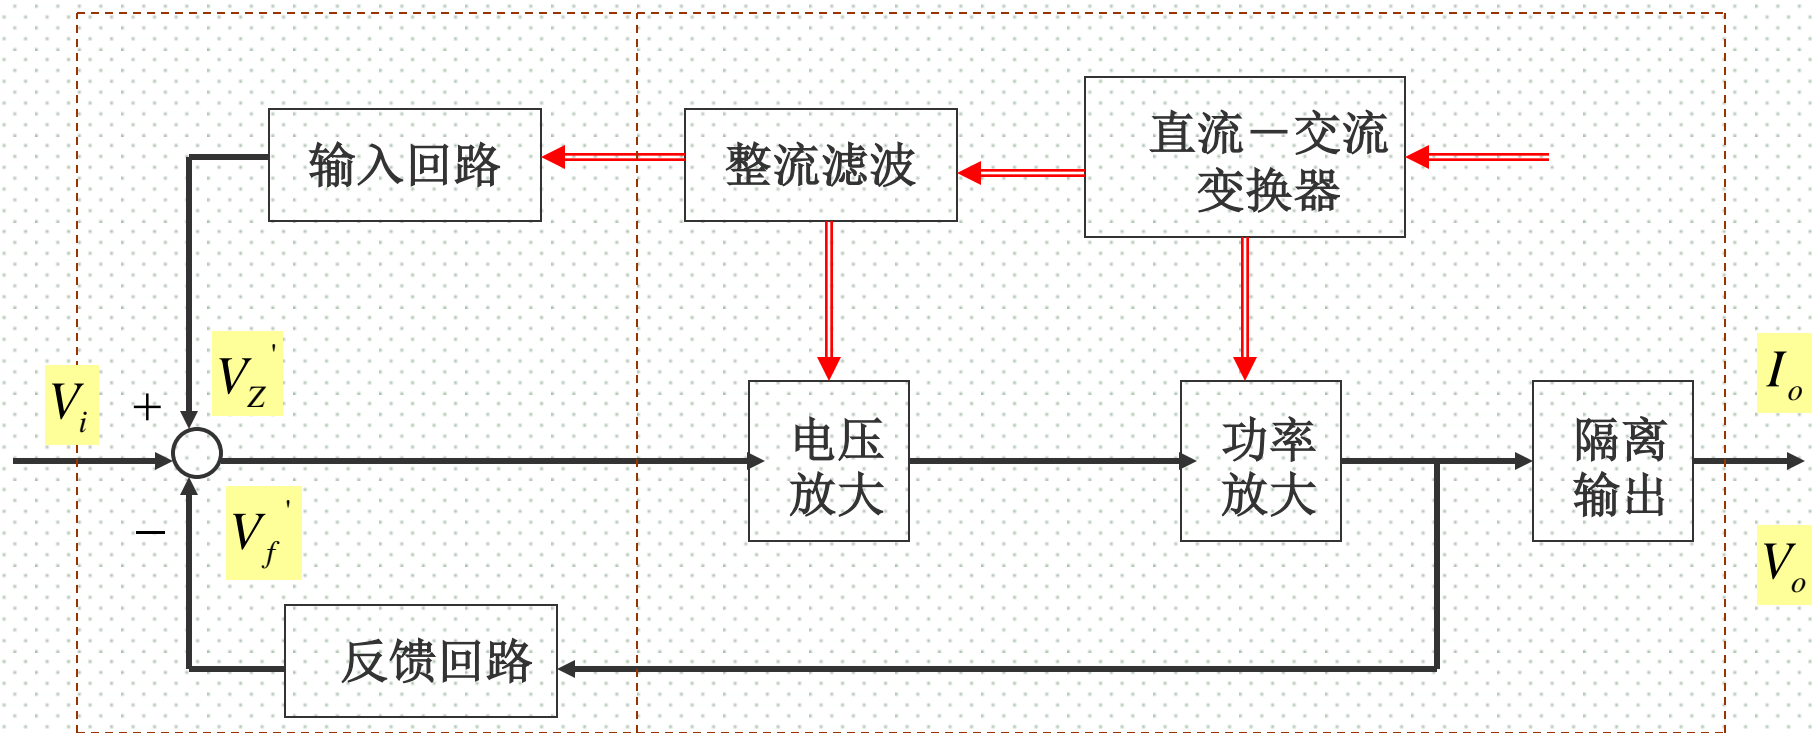 输入回路
整流滤波
直流－交流
变换器
V_Z'
V_i
+
I_o
电压
放大
功率
放大
隔离
输出
−
V_f'
V_o
反馈回路